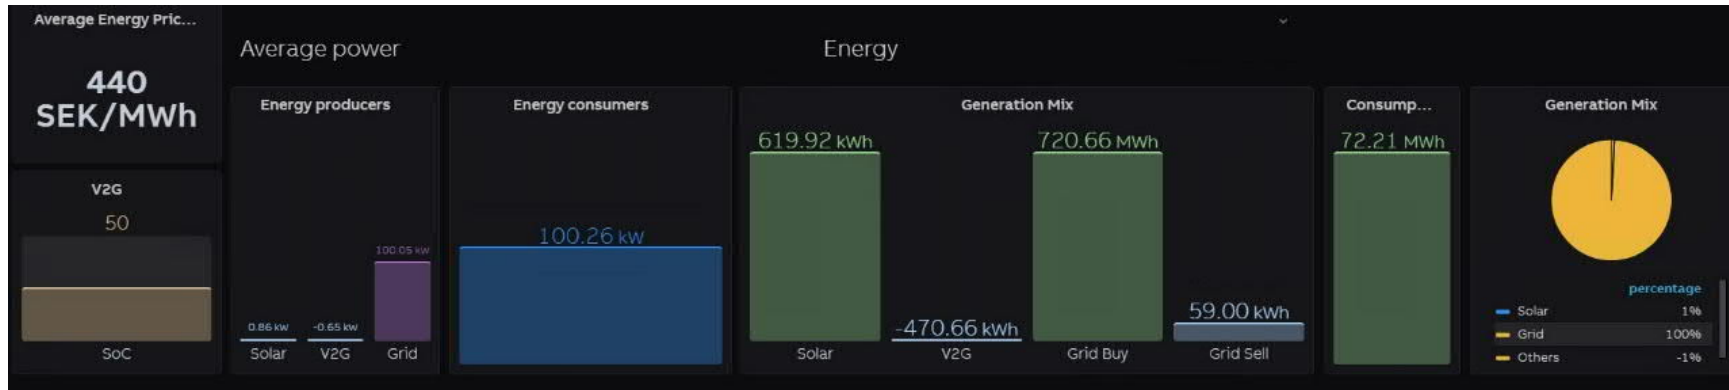 Average Energy Pric...
440
SEK/MWh
V2G
50
SoC
Average power
Energy producers
100.05 kW
0.86 kW
-0.65 kW
Solar
V2G
Grid
Energy consumers
100.26 kW
Energy
Generation Mix
619.92 kWh
720.66 MWh
59.00 kWh
-470.66 kWh
Solar
V2G
Grid Buy
Grid Sell
Consump...
72.21 MWh
Generation Mix
percentage
Solar 1%
Grid 100%
Others -1%